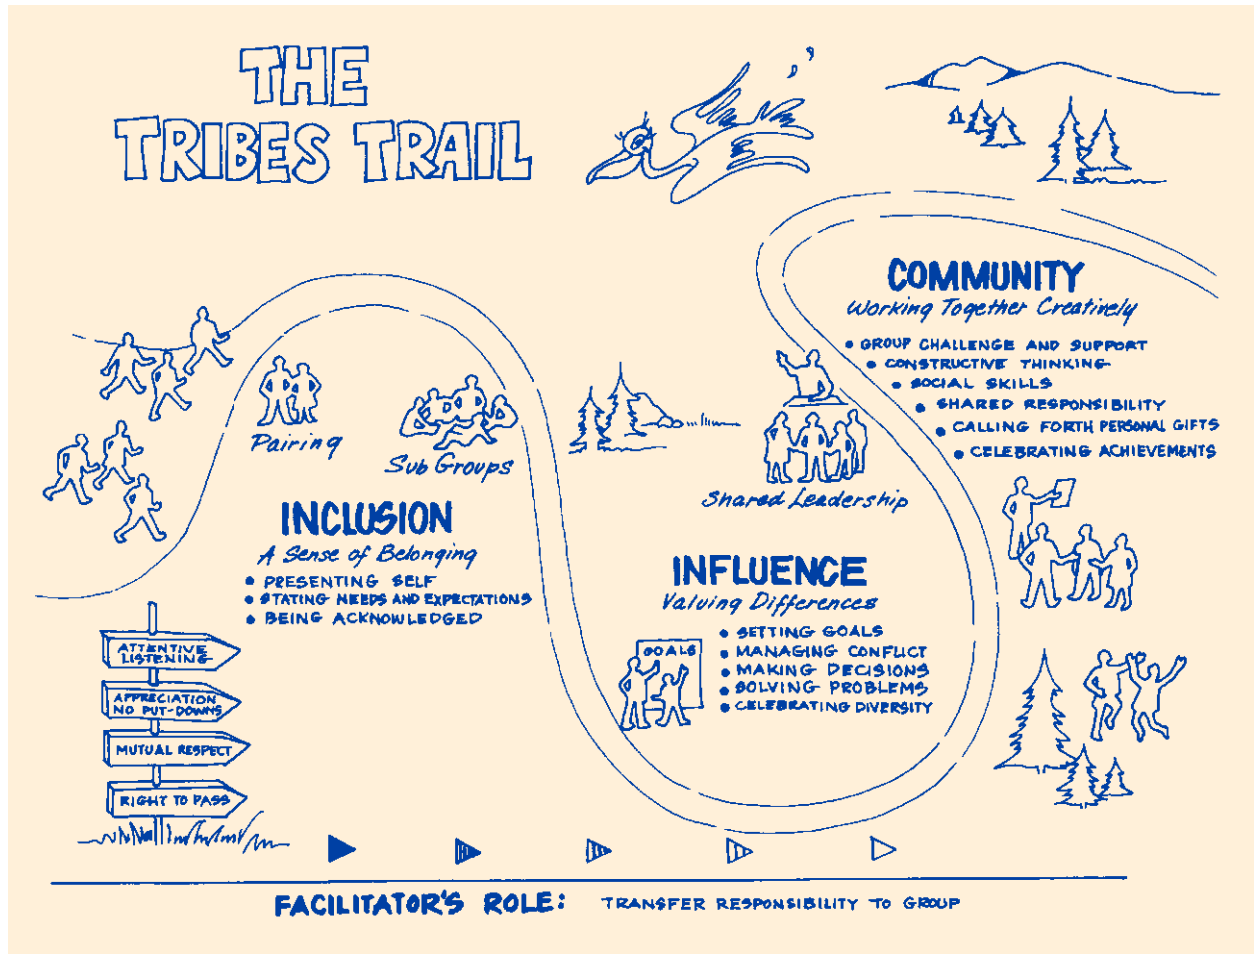 THE
TRIBES TRAIL
Pairing
Sub Groups
INCLUSION
A Sense of Belonging
• PRESENTING SELF
• STATING NEEDS AND EXPECTATIONS
• BEING ACKNOWLEDGED
ATTENTIVE
LISTENING
APPRECIATION
NO PUT-DOWNS
MUTUAL RESPECT
RIGHT TO PASS
Shared Leadership
INFLUENCE
Valuing Differences
GOALS
• SETTING GOALS
• MANAGING CONFLICT
• MAKING DECISIONS
• SOLVING PROBLEMS
• CELEBRATING DIVERSITY
COMMUNITY
Working Together Creatively
• GROUP CHALLENGE AND SUPPORT
• CONSTRUCTIVE THINKING
• SOCIAL SKILLS
• SHARED RESPONSIBILITY
• CALLING FORTH PERSONAL GIFTS
• CELEBRATING ACHIEVEMENTS
FACILITATOR'S ROLE: TRANSFER RESPONSIBILITY TO GROUP